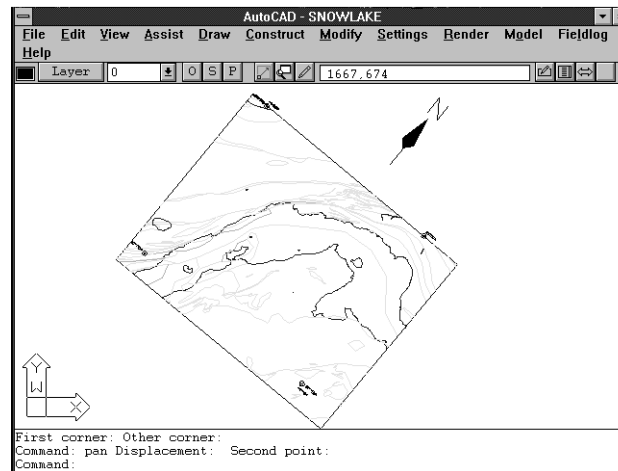 AutoCAD - SNOWLAKE
File Edit View Assist Draw Construct Modify Settings Render Model Fieldlog
Help
Layer 0 O S P 1667,674
N
Y
W
X
First corner: Other corner:
Command: pan Displacement: Second point:
Command: